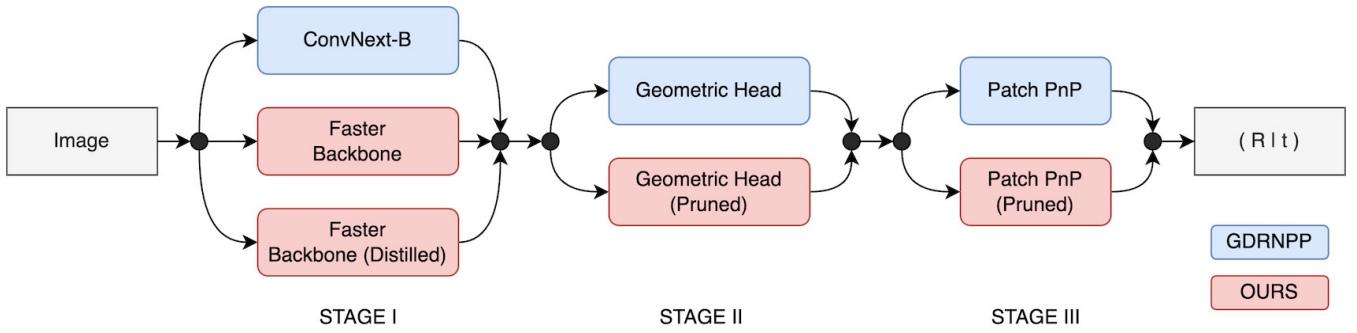 Image
ConvNext-B
Faster
Backbone
Faster
Backbone (Distilled)
STAGE I
Geometric Head
Geometric Head
(Pruned)
STAGE II
Patch PnP
Patch PnP
(Pruned)
STAGE III
( R | t )
GDRNPP
OURS